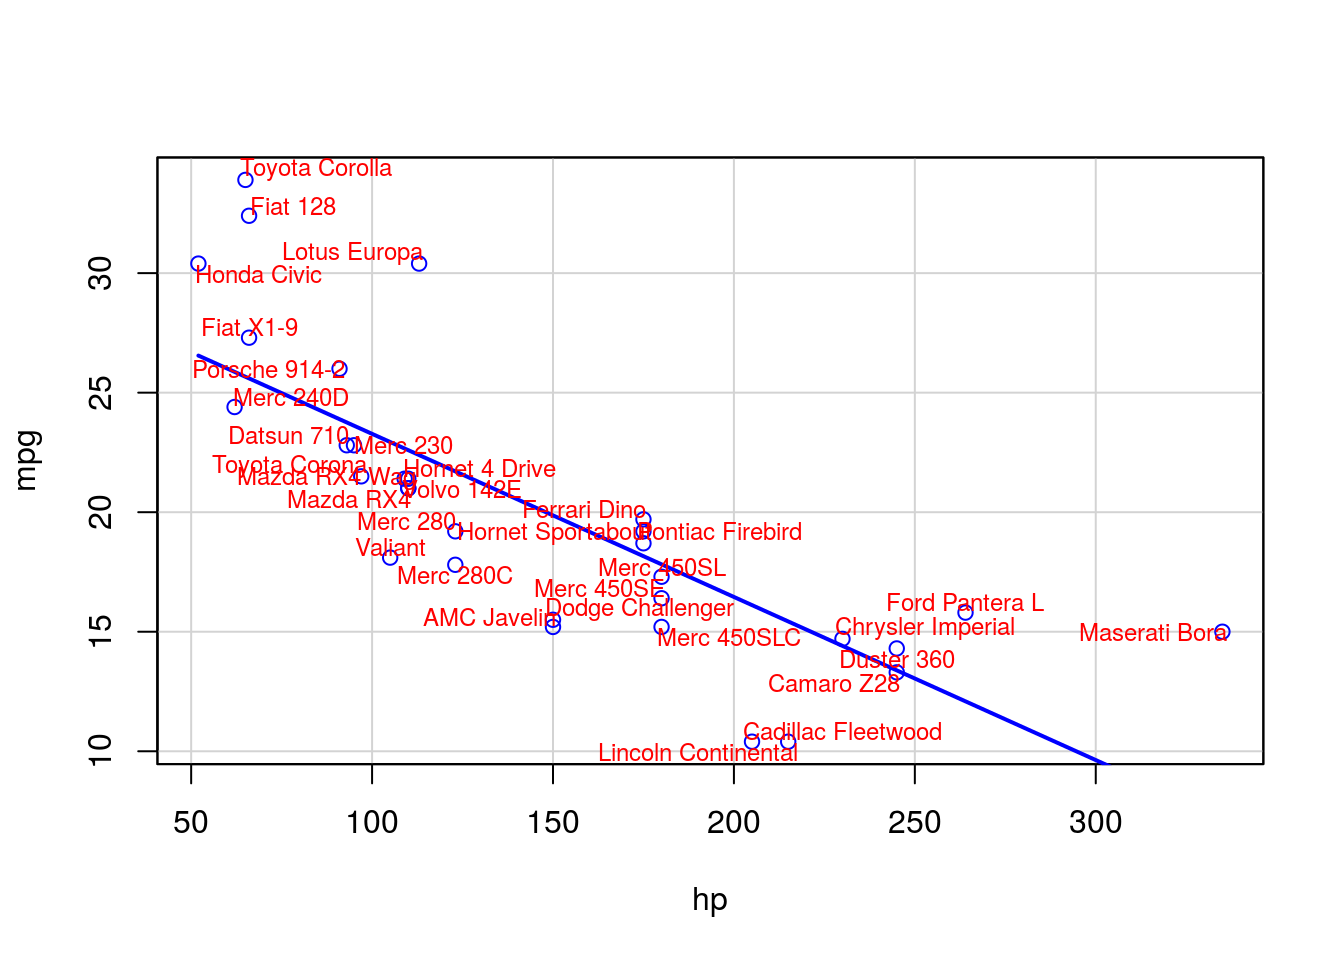 Toyota Corolla
Fiat 128
Lotus Europa
Honda Civic
Fiat X1-9
Porsche 914-2
Merc 240D
Datsun 710
Merc 230
Toyota Corona
Hornet 4 Drive
Mazda RX4 Wag
Volvo 142E
Mazda RX4
Ferrari Dino
Merc 280
Hornet Sportabout
Pontiac Firebird
Valiant
Merc 280C
Merc 450SL
Merc 450SE
Dodge Challenger
AMC Javelin
Merc 450SLC
Ford Pantera L
Chrysler Imperial
Maserati Bora
Duster 360
Camaro Z28
Cadillac Fleetwood
Lincoln Continental
30
25
20
15
10
mpg
50 100 150 200 250 300
hp